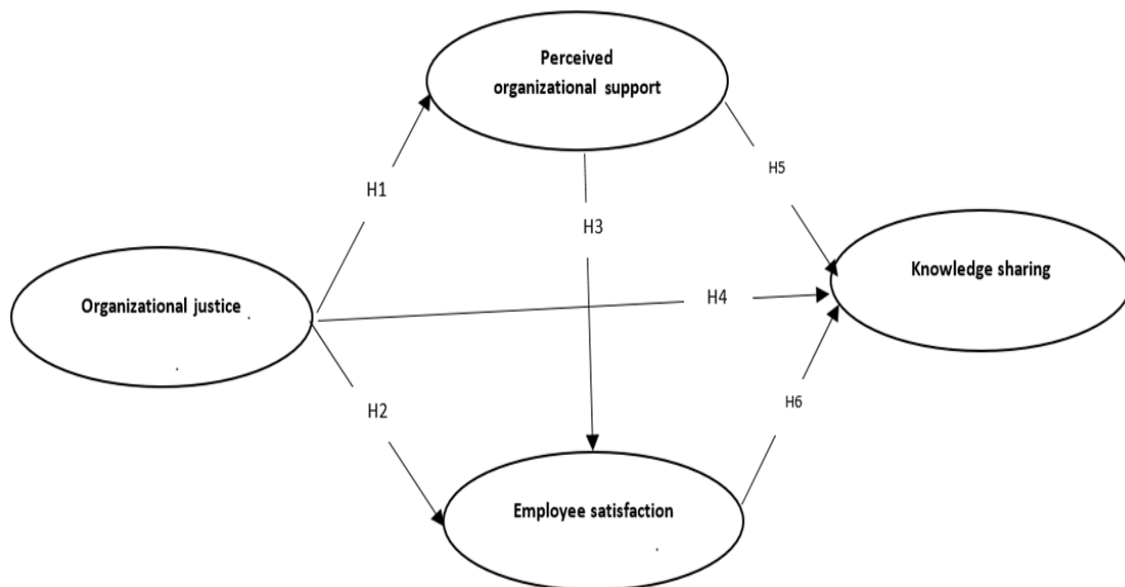 Perceived
organizational support
H1
H5
H3
Knowledge sharing
Organizational justice
H4
H2
H6
Employee satisfaction